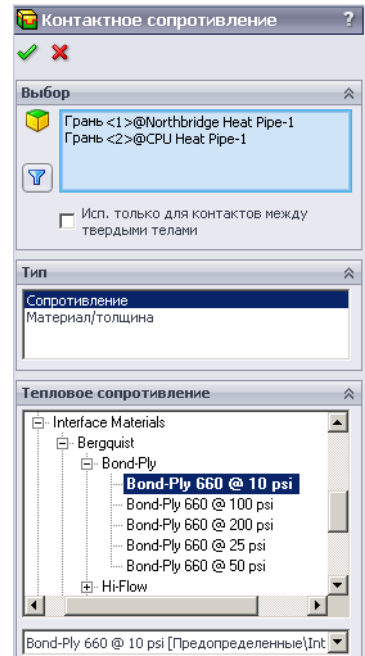 Контактное сопротивление ?
Выбор
Грань <1>@Northbridge Heat Pipe-1
Грань <2>@CPU Heat Pipe-1
Исп. только для контактов между
твердыми телами
Тип
Сопротивление
Материал/толщина
Тепловое сопротивление
Interface Materials
Bergquist
Bond-Ply
Bond-Ply 660 @ 10 psi
Bond-Ply 660 @ 100 psi
Bond-Ply 660 @ 200 psi
Bond-Ply 660 @ 25 psi
Bond-Ply 660 @ 50 psi
Hi-Flow
Bond-Ply 660 @ 10 psi [Предопределенные\Int